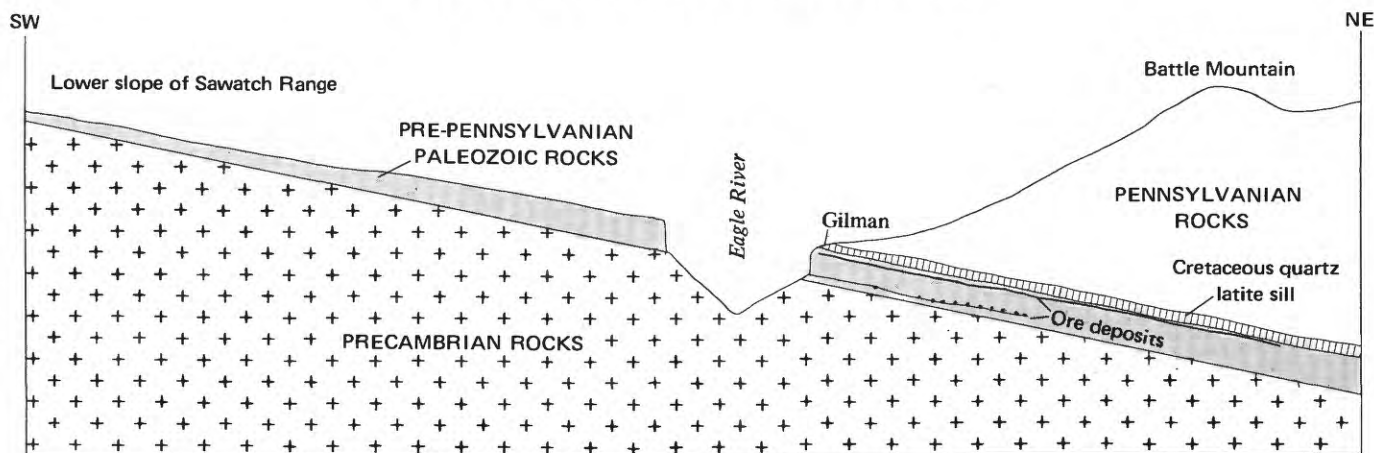 SW
NE
Lower slope of Sawatch Range
Battle Mountain
PRE-PENNSYLVANIAN
PALEOZOIC ROCKS
Eagle River
Gilman
PENNSYLVANIAN
ROCKS
Cretaceous quartz
latite sill
Ore deposits
PRECAMBRIAN ROCKS